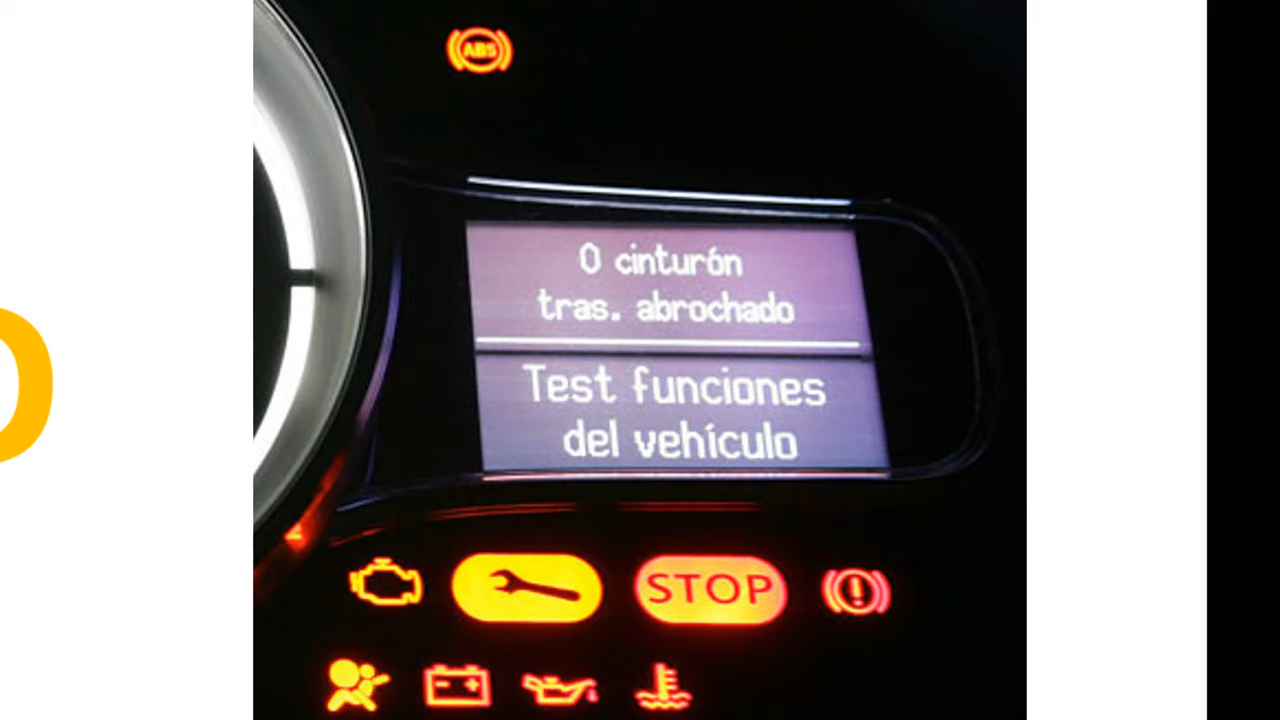 ABS
0 cinturón
tras. abrochado
Test funciones
del vehículo
STOP